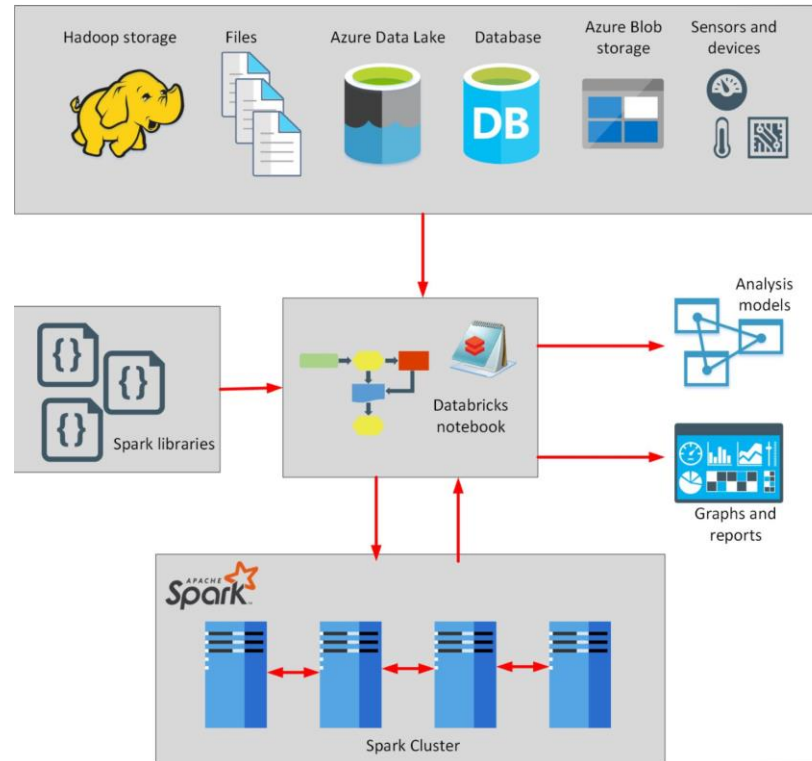 Hadoop storage
Files
Azure Data Lake
Database
Azure Blob
storage
Sensors and
devices
DB
{}
{}
{}
Spark libraries
Databricks
notebook
Analysis
models
Graphs and
reports
APACHE
Spark
Spark Cluster